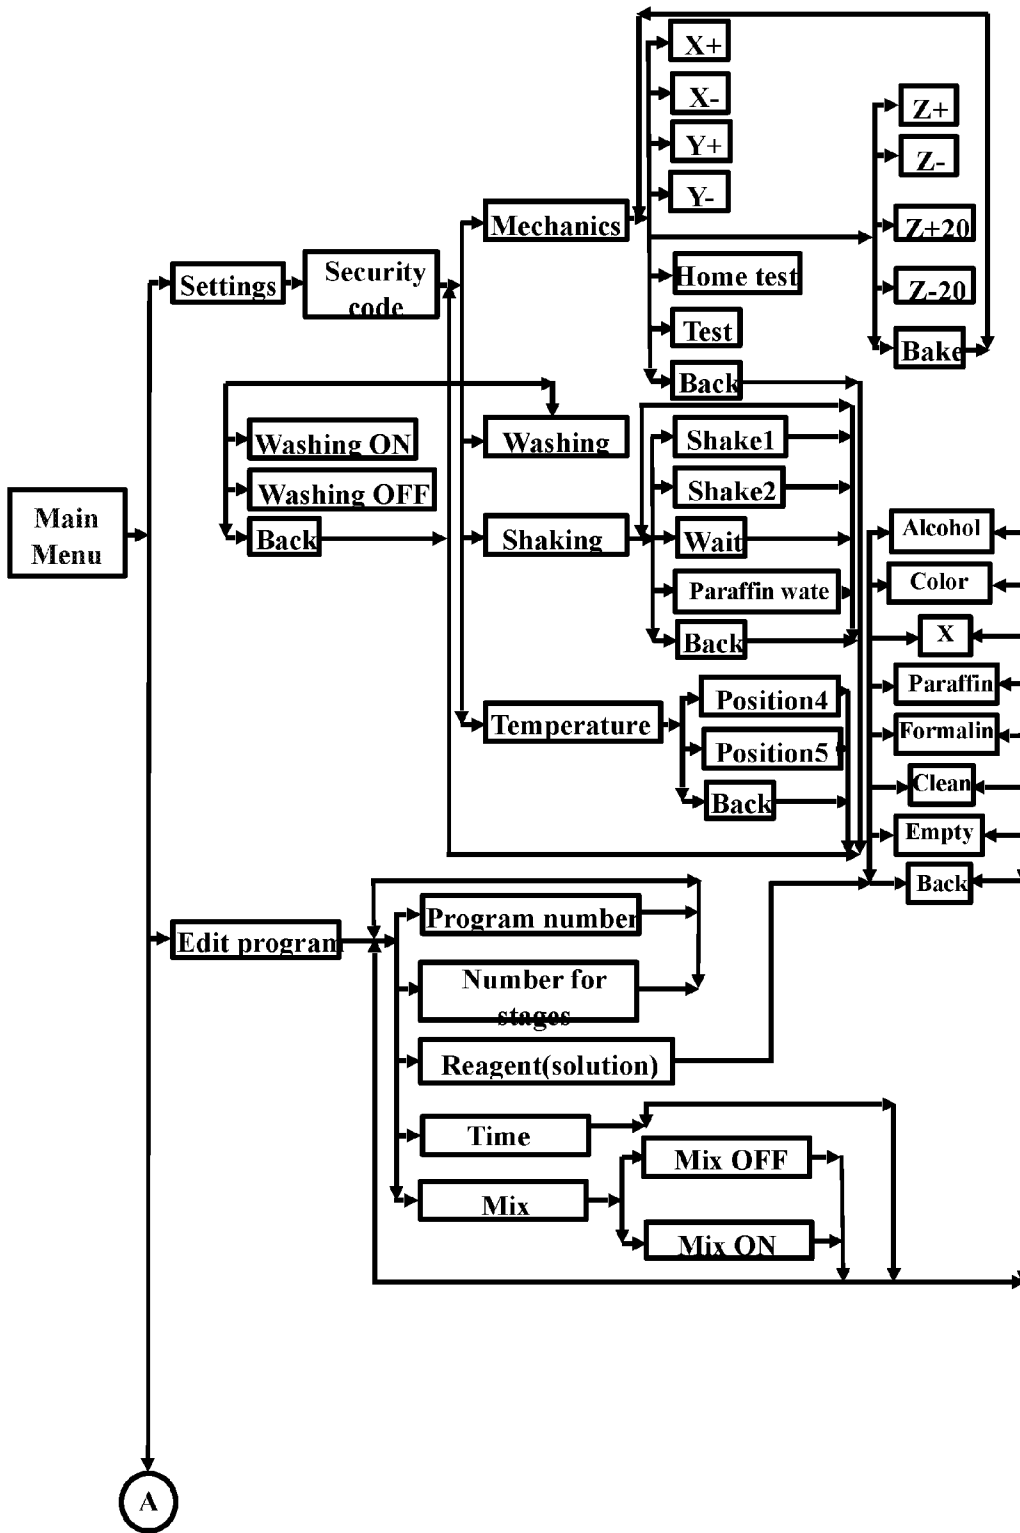 X+
X-
Y+
Y-
Z+
Z-
Z+20
Z-20
Bake
Mechanics
Settings
Security
code
Home test
Test
Back
Washing
Washing ON
Washing OFF
Back
Shake1
Shake2
Shaking
Wait
Paraffin wate
Back
Main
Menu
Alcohol
Color
X
Paraffin
Formalin
Clean
Empty
Back
Temperature
Position4
Position5
Back
Edit program
Program number
Number for
stages
Reagent(solution)
Time
Mix
Mix OFF
Mix ON
A